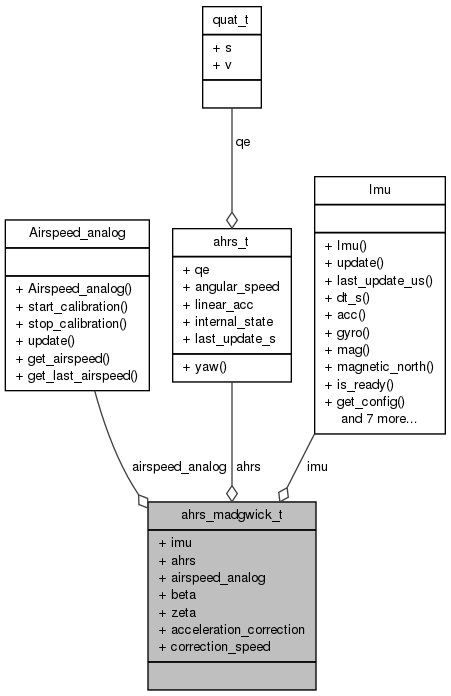 quat_t
+ s
+ v
qe
Airspeed_analog
+ Airspeed_analog()
+ start_calibration()
+ stop_calibration()
+ update()
+ get_airspeed()
+ get_last_airspeed()
ahrs_t
+ qe
+ angular_speed
+ linear_acc
+ internal_state
+ last_update_s
+ yaw()
Imu
+ Imu()
+ update()
+ last_update_us()
+ dt_s()
+ acc()
+ gyro()
+ mag()
+ magnetic_north()
+ is_ready()
+ get_config()
and 7 more...
airspeed_analog
ahrs
imu
ahrs_madgwick_t
+ imu
+ ahrs
+ airspeed_analog
+ beta
+ zeta
+ acceleration_correction
+ correction_speed